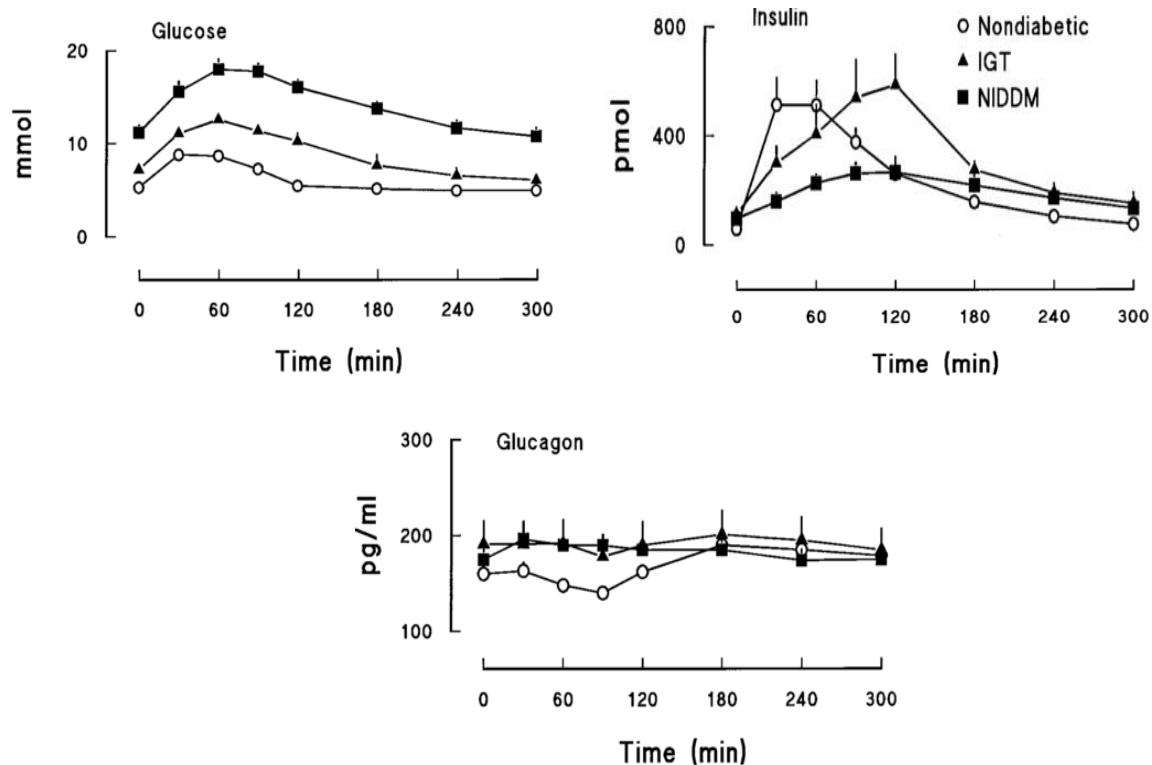 Glucose
mmol
20
10
0
0 60 120 180 240 300
Time (min)
Insulin
pmol
800
400
0
0 60 120 180 240 300
Time (min)
Nondiabetic
IGT
NIDDM
Glucagon
pg/ml
300
200
100
0 60 120 180 240 300
Time (min)